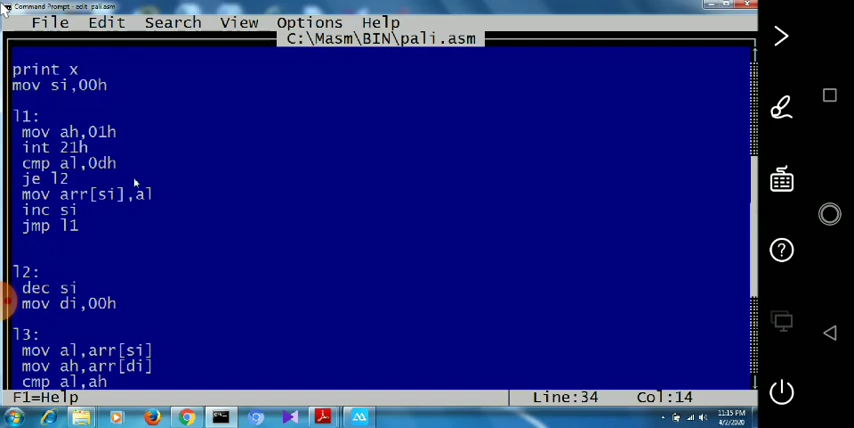 Command Prompt - edit pali.asm
File Edit Search View Options Help
C:\Masm\BIN\pali.asm
print x
mov si,00h
l1:
mov ah,01h
int 21h
cmp al,0dh
je l2
mov arr[si],al
inc si
jmp l1
l2:
dec si
mov di,00h
l3:
mov al,arr[si]
mov ah,arr[di]
cmp al,ah
F1=Help
Line:34 Col:14
11:15 PM
4/2/2020